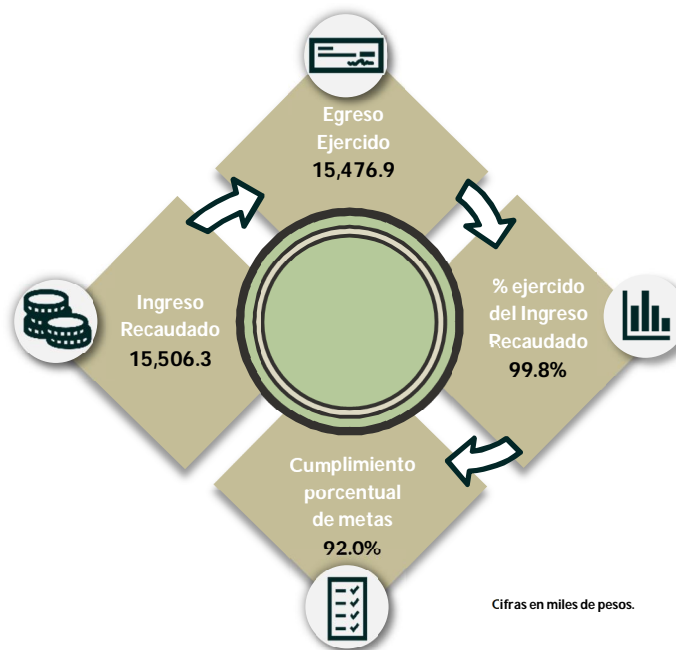 Egreso
Ejercido
15,476.9
Ingreso
Recaudado
15,506.3
% ejercido
del Ingreso
Recaudado
99.8%
Cumplimiento
porcentual
de metas
92.0%
Cifras en miles de pesos.